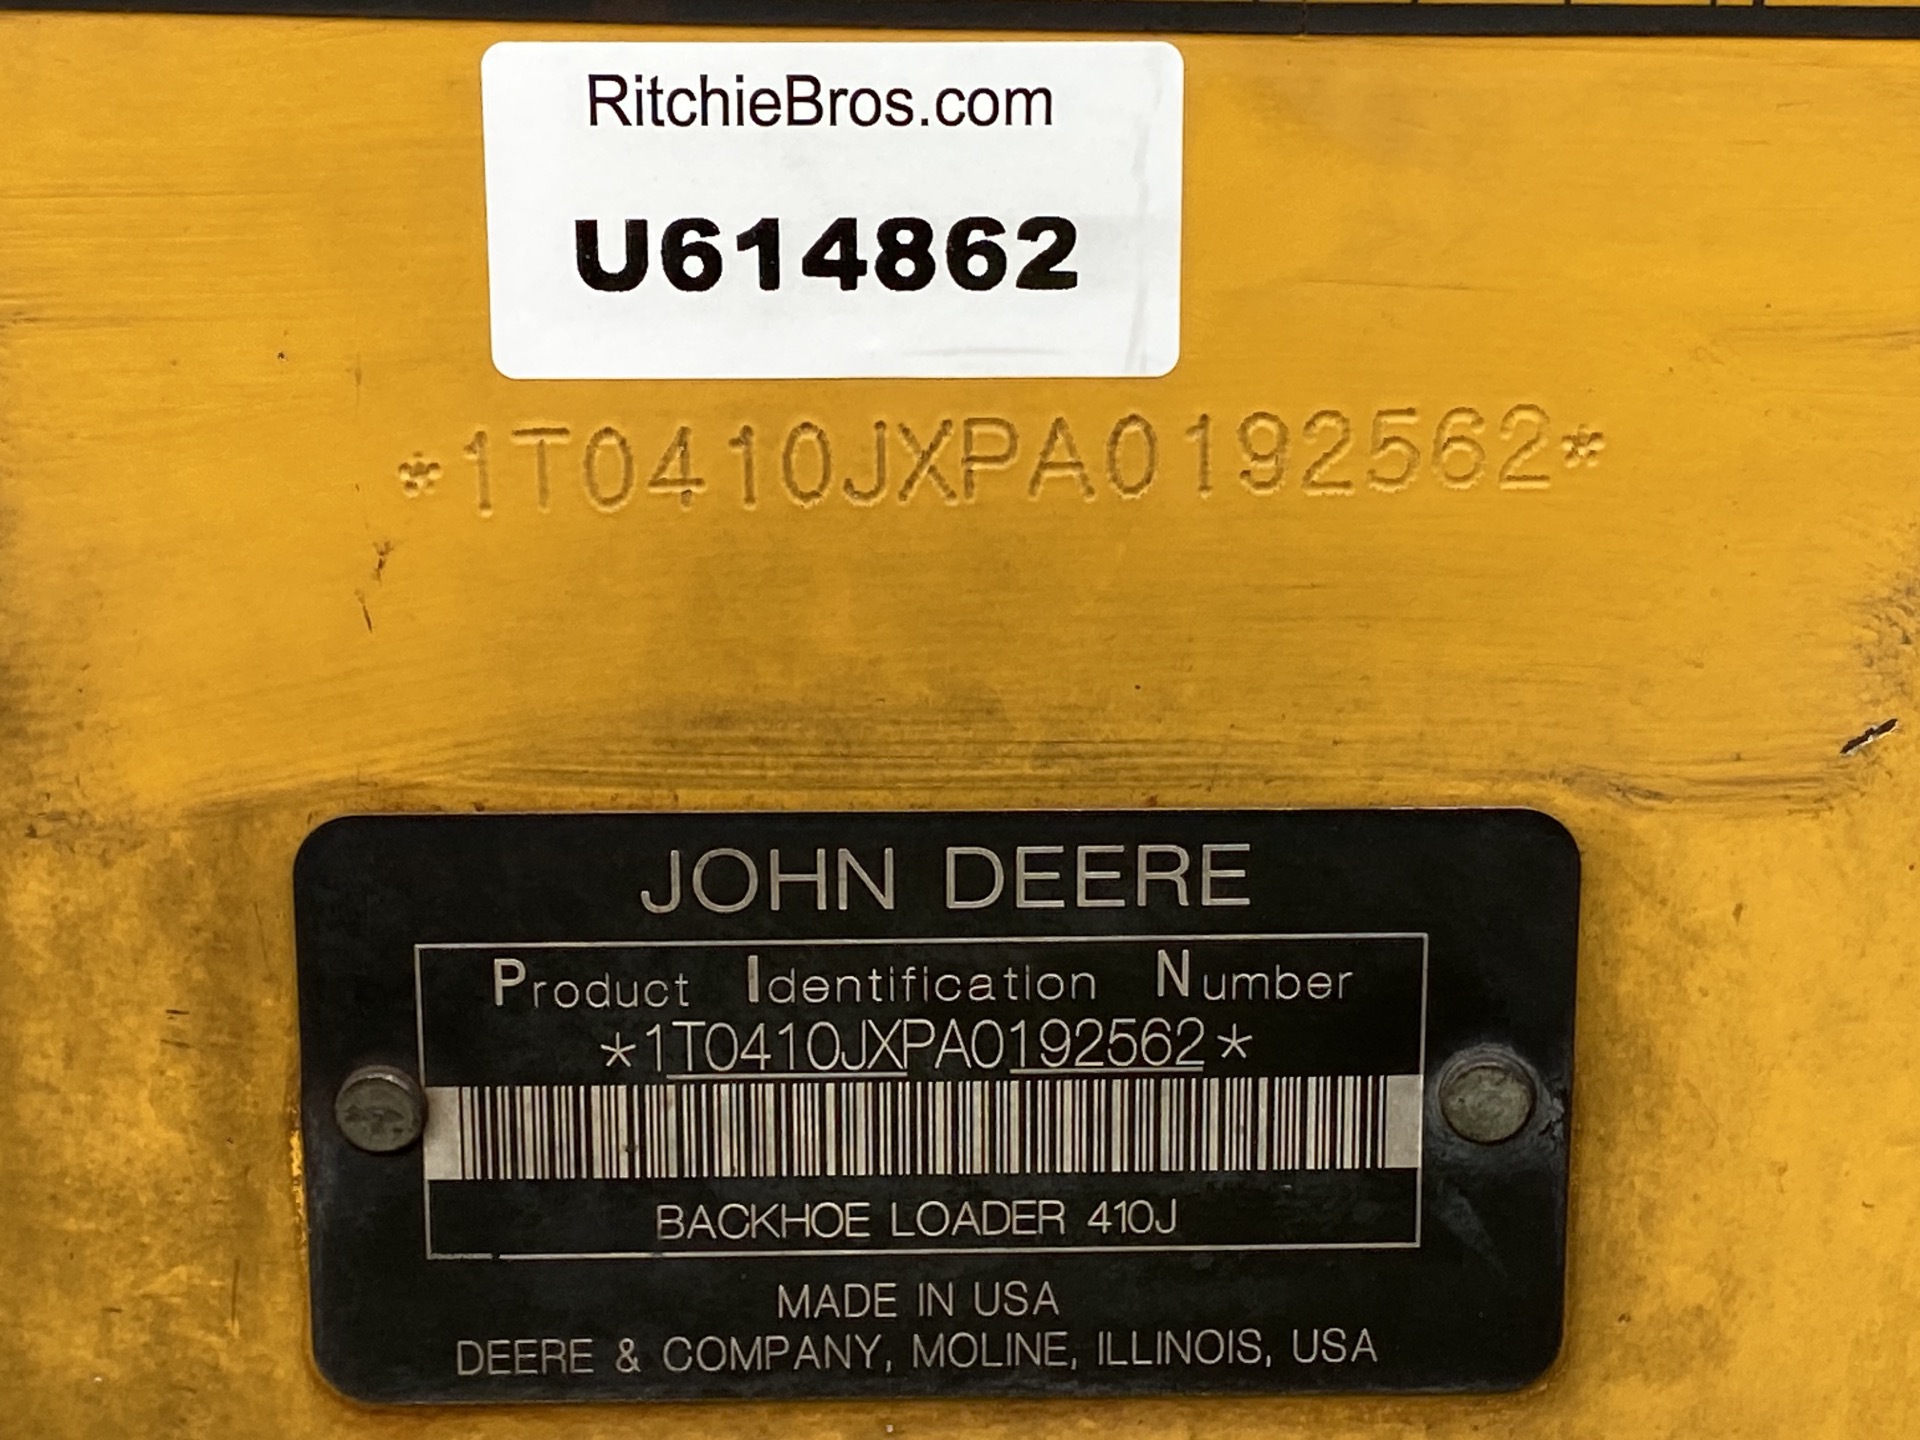 RitchieBros.com
U614862
*1T0410JXPA0192562*
JOHN DEERE
Product Identification Number
*1T0410JXPA0192562*
BACKHOE LOADER 410J
MADE IN USA
DEERE & COMPANY, MOLINE, ILLINOIS, USA